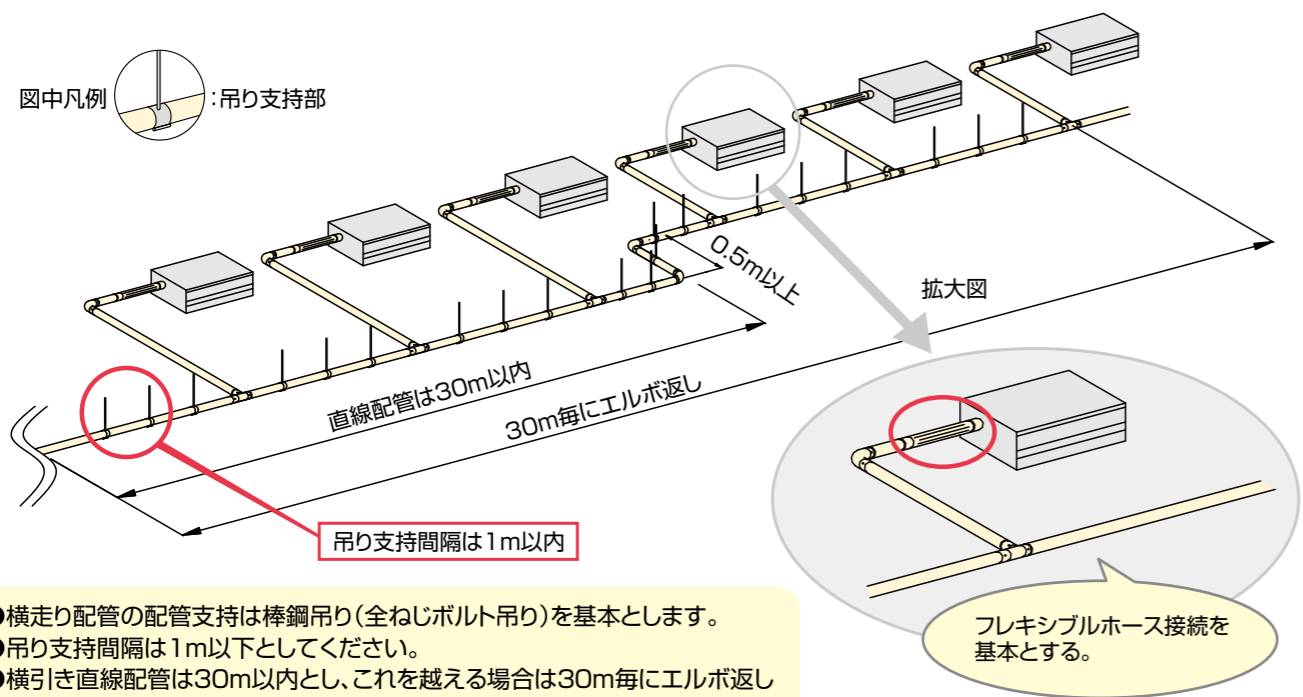 図中凡例
:吊り支持部
0.5m以上
拡大図
直線配管は30m以内
30m毎にエルボ返し
吊り支持間隔は1m以内
フレキシブルホース接続を
基本とする。
●横走り配管の配管支持は棒鋼吊り(全ねじボルト吊り)を基本とします。
●吊り支持間隔は1m以下としてください。
●横引き直線配管は30m以内とし、これを越える場合は30m毎にエルボ返し